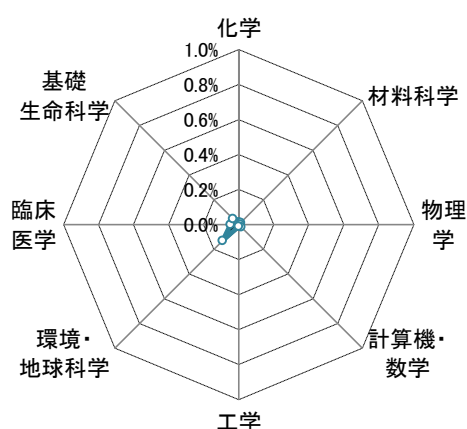 化学
1.0%
0.8%
0.6%
0.4%
0.2%
0.0%
材料科学
物理
学
計算機・
数学
工学
環境・
地球科学
臨床
医学
基礎
生命科学